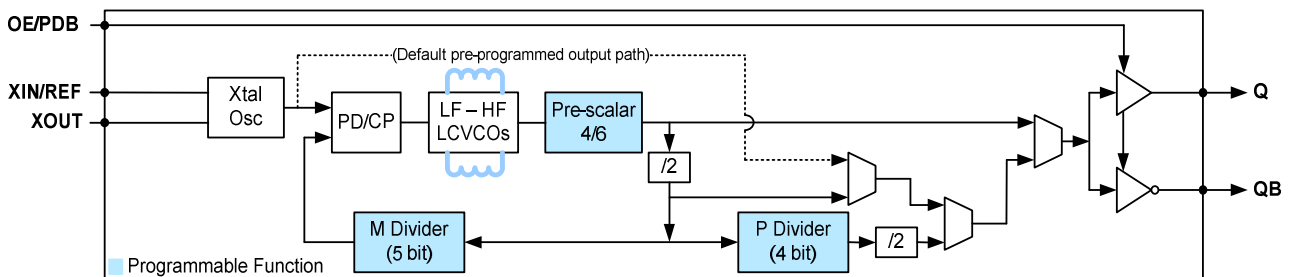 OE/PDB
(Default pre-programmed output path)
XIN/REF
XOUT
Xtal
Osc
PD/CP
LF – HF
LCVCOs
Pre-scalar
4/6
/2
Q
QB
M Divider
(5 bit)
P Divider
(4 bit)
/2
Programmable Function